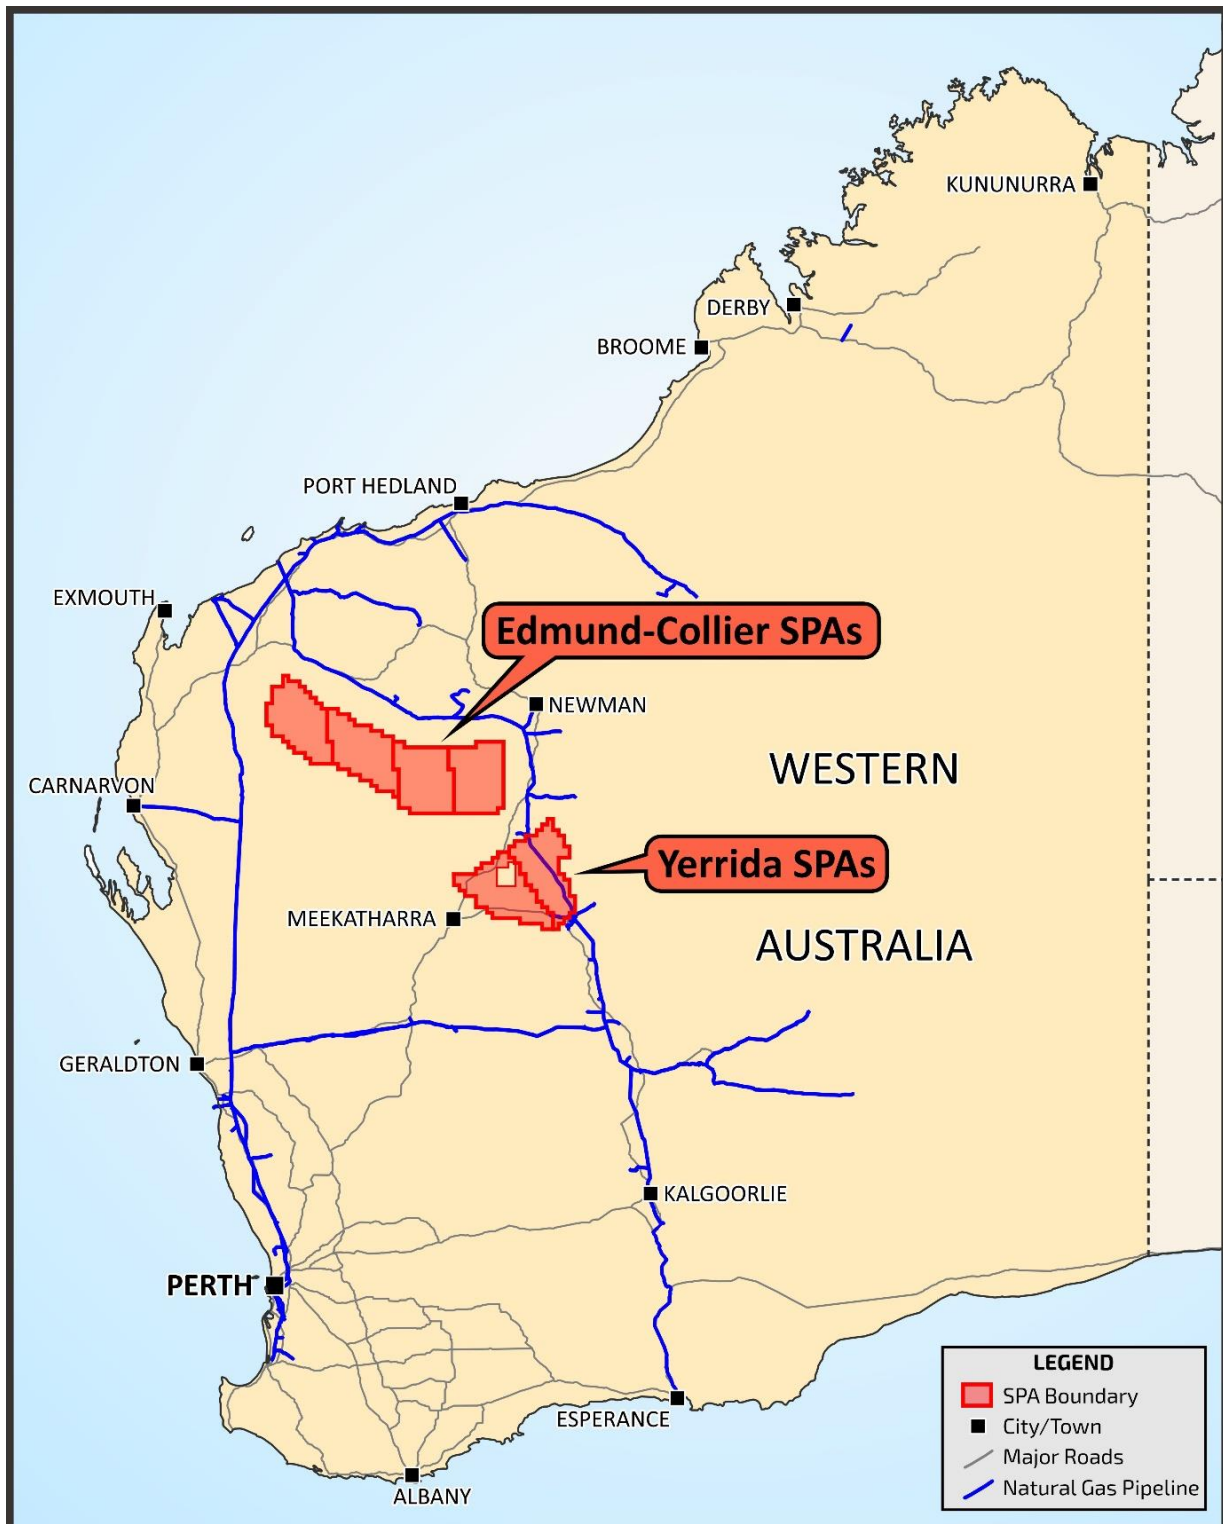 KUNUNURRA
DERBY
BROOME
PORT HEDLAND
EXMOUTH
Edmund-Collier SPAs
NEWMAN
WESTERN
CARNARVON
Yerrida SPAs
MEEKATHARRA
AUSTRALIA
GERALDTON
KALGOORLIE
PERTH
ESPERANCE
ALBANY
LEGEND
SPA Boundary
City/Town
Major Roads
Natural Gas Pipeline